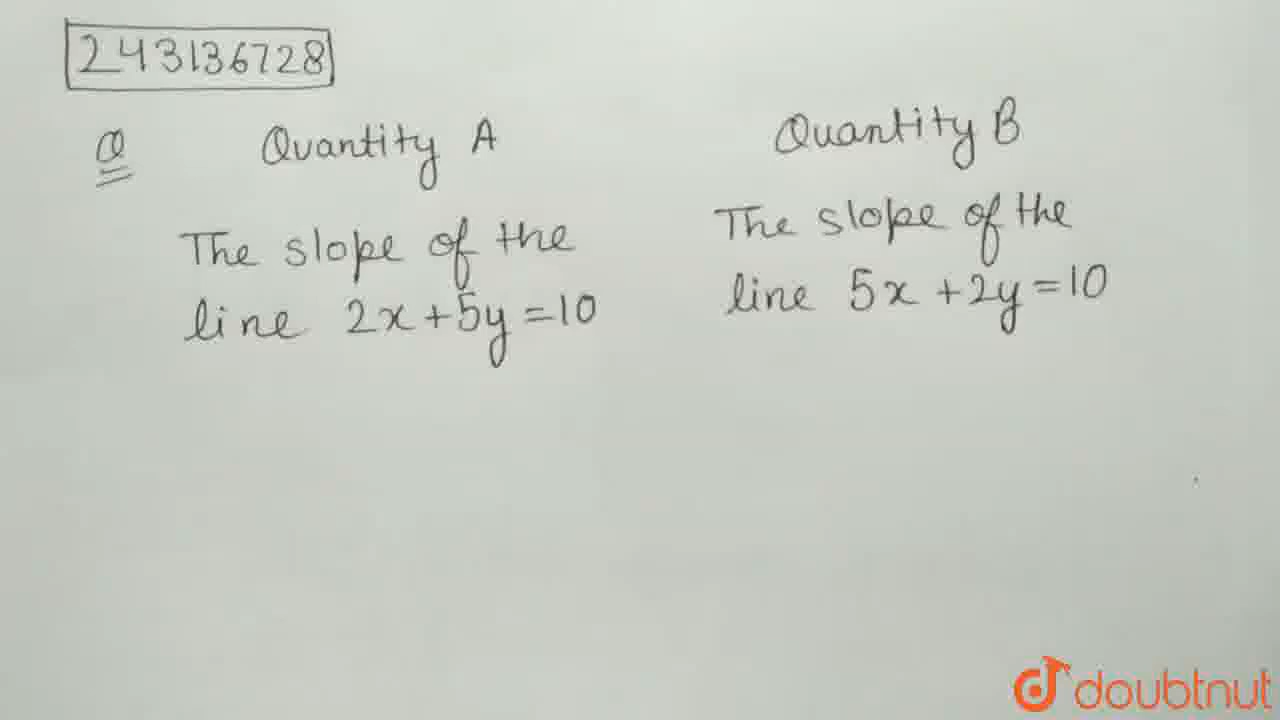 243136728
Q Quantity A Quantity B
The slope of the
line 2x+5y=10
The slope of the
line 5x+2y=10
doubtnut